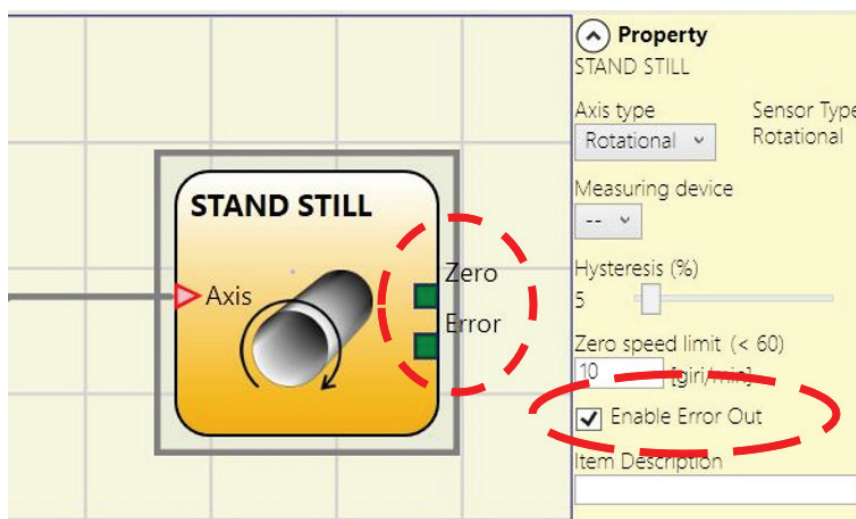 STAND STILL
Axis
Zero
Error
Property
STAND STILL
Axis type Sensor Type
Rotational Rotational
Measuring device
--
Hysteresis (%)
5
Zero speed limit (< 60)
10 [giri/min]
Enable Error Out
Item Description